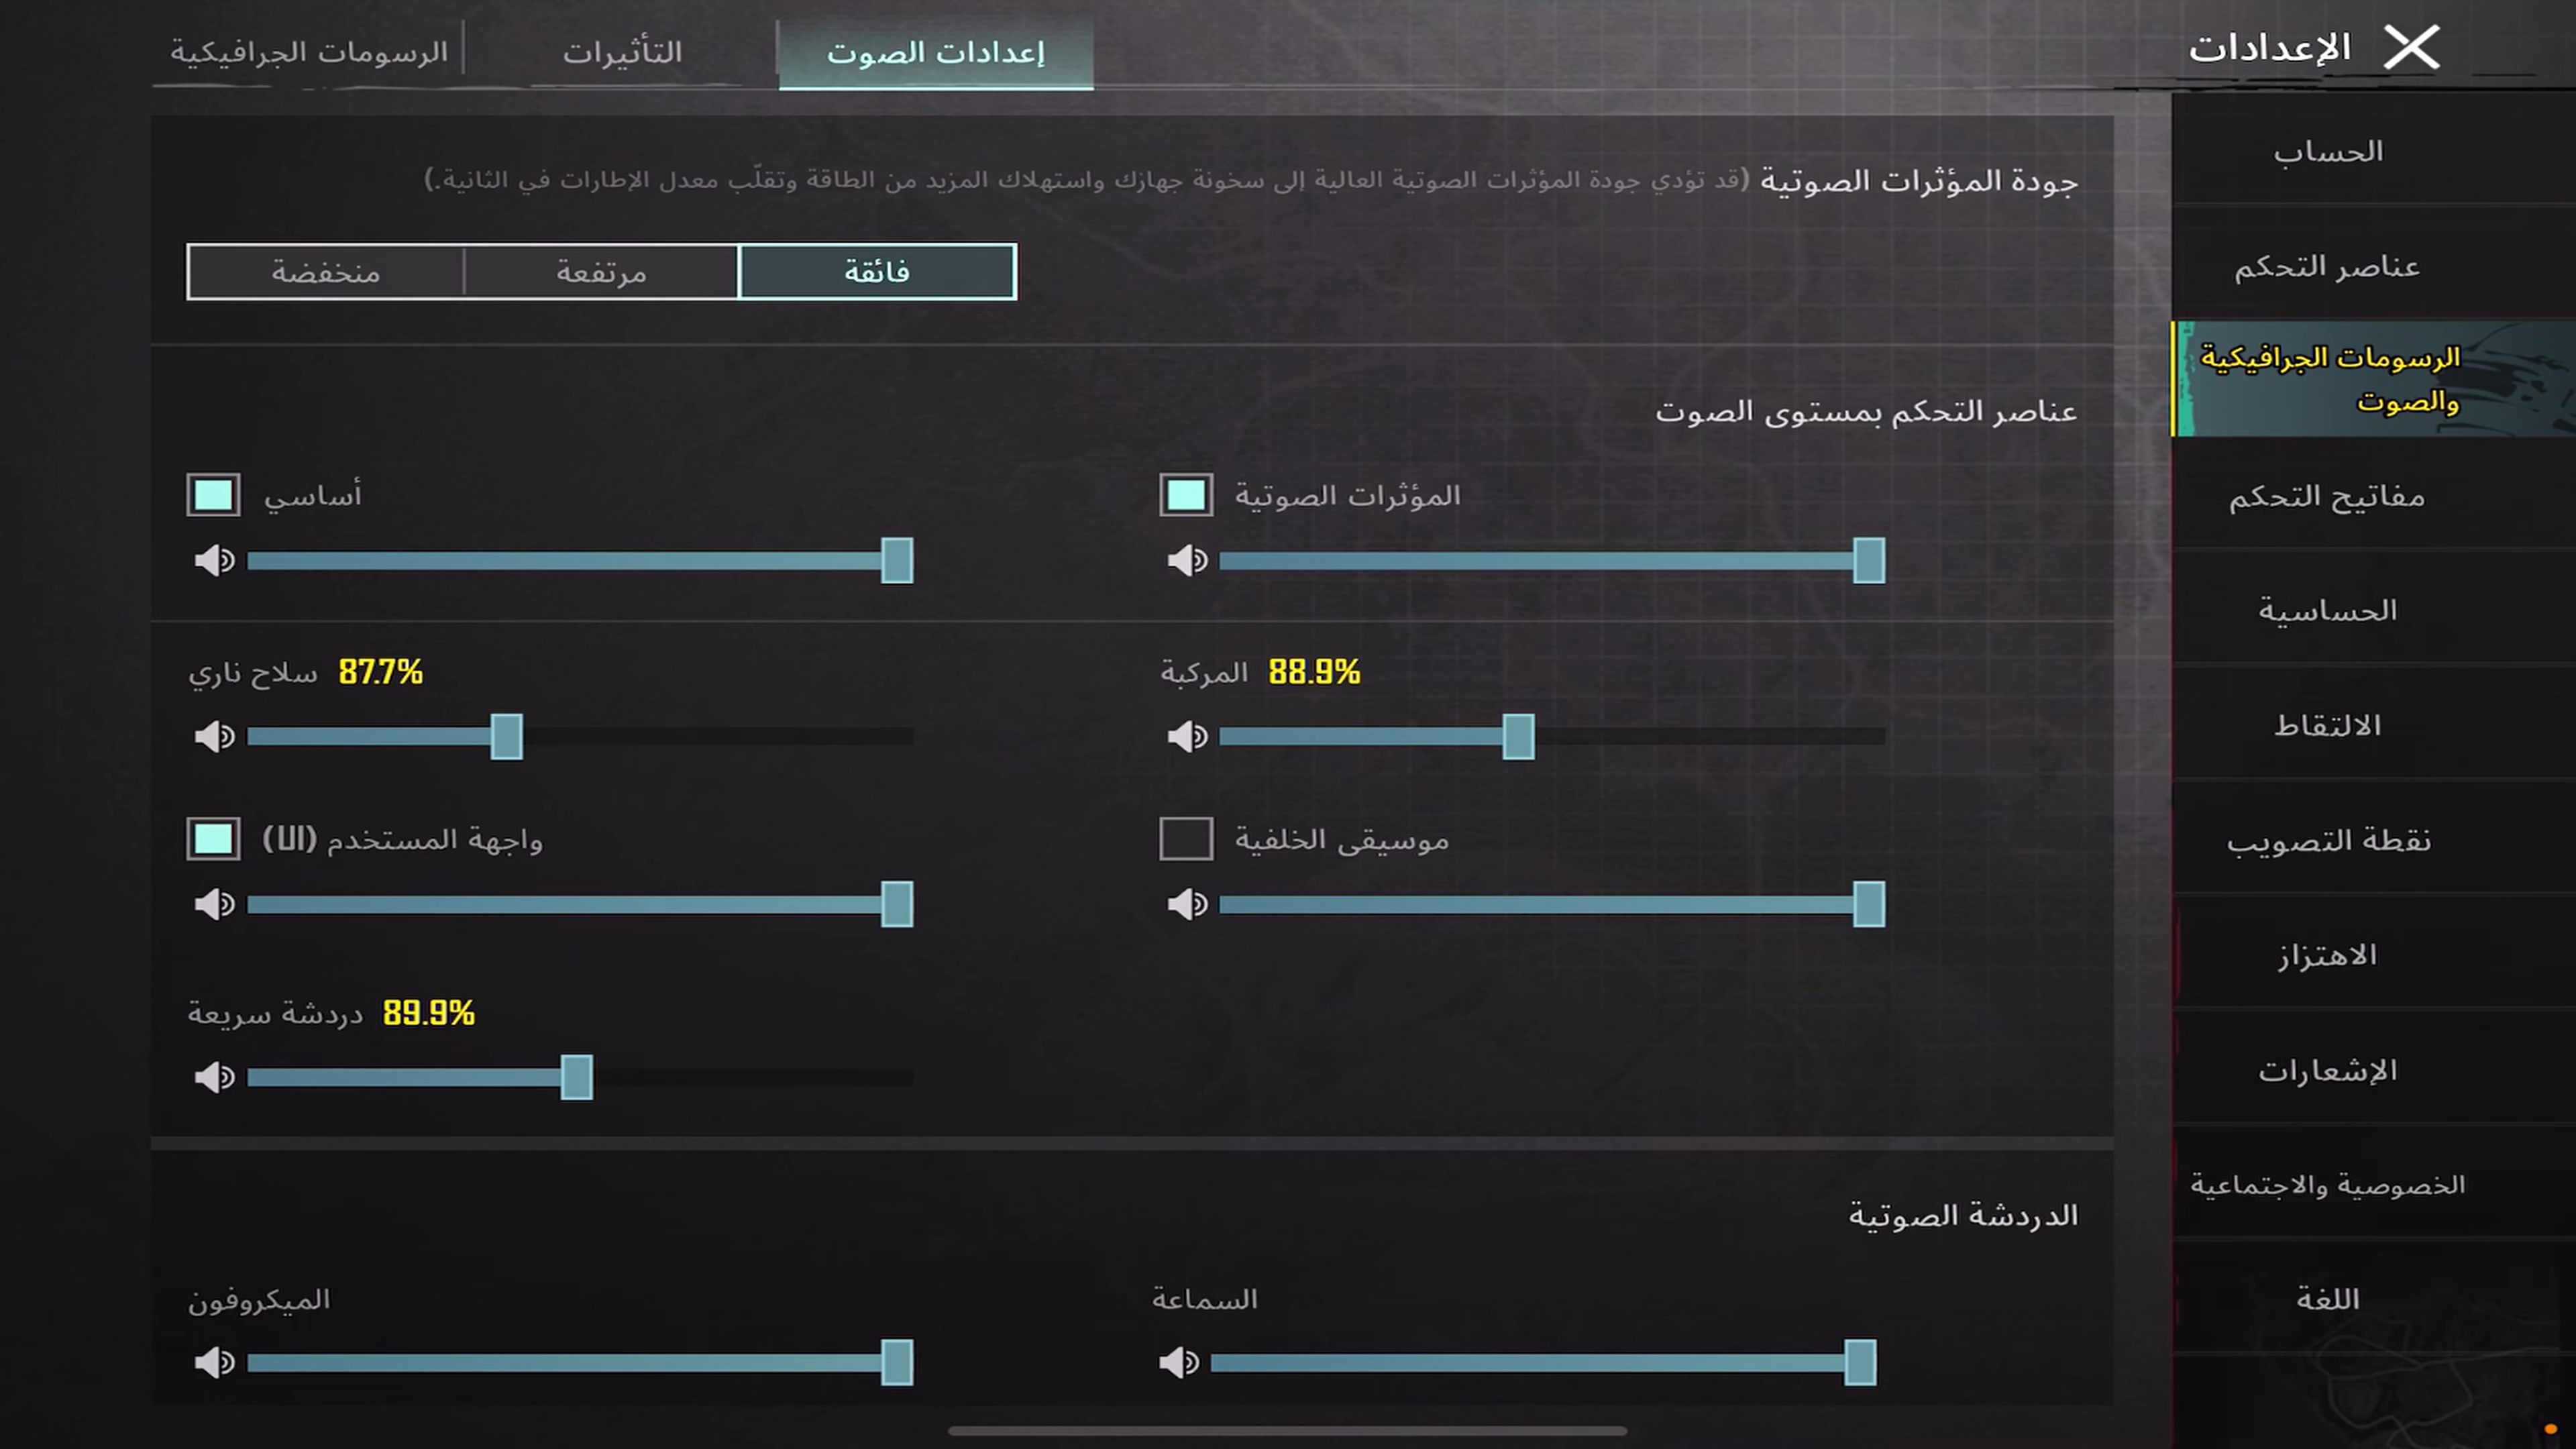 الإعدادات
إعدادات الصوت
التأثيرات
الرسومات الجرافيكية
الحساب
عناصر التحكم
الرسومات الجرافيكية
والصوت
مفاتيح التحكم
الحساسية
الالتقاط
نقطة التصويب
الاهتزاز
الإشعارات
الخصوصية والاجتماعية
اللغة
جودة المؤثرات الصوتية (قد تؤدي جودة المؤثرات الصوتية العالية إلى سخونة جهازك واستهلاك المزيد من الطاقة وتقلّب معدل الإطارات في الثانية.)
فائقة
مرتفعة
منخفضة
عناصر التحكم بمستوى الصوت
المؤثرات الصوتية
أساسي
المركبة 88.9%
سلاح ناري 87.7%
موسيقى الخلفية
واجهة المستخدم (UI)
دردشة سريعة 89.9%
الدردشة الصوتية
السماعة
الميكروفون